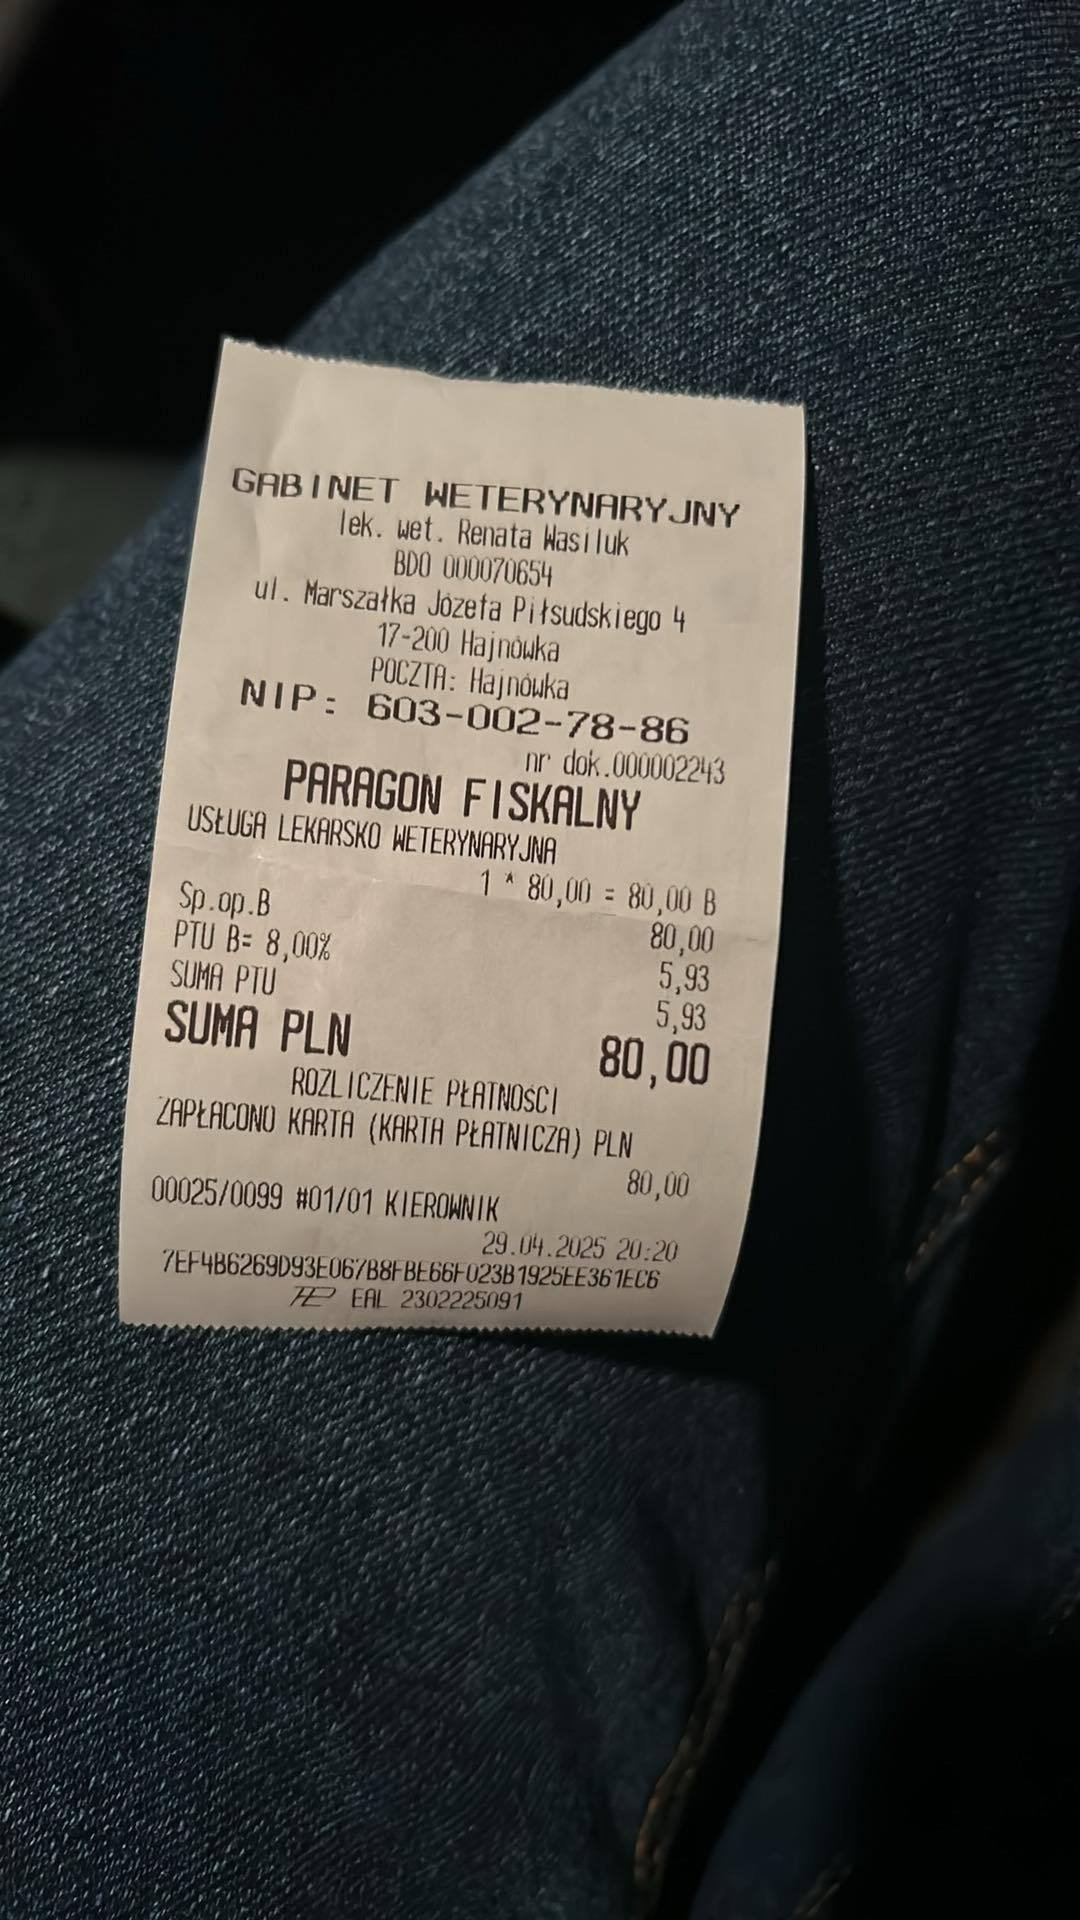 GABINET WETERYNARYJNY
lek. wet. Renata Wasiluk
BDO 000070654
ul. Marszałka Józefa Piłsudskiego 4
17-200 Hajnówka
POCZTA: Hajnówka
NIP: 603-002-78-86
nr dok.000002243
PARAGON FISKALNY
USŁUGA LEKARSKO WETERYNARYJNA
1 * 80,00 = 80,00 B
Sp.op.B 80,00
PTU B= 8,00% 5,93
SUMA PTU 5,93
SUMA PLN 80,00
ROZLICZENIE PŁATNOŚCI
ZAPŁACONO KARTA (KARTA PŁATNICZA) PLN
80,00
00025/0099 #01/01 KIEROWNIK
29.04.2025 20:20
7EF4B6269D93E067B8FBE66F023B1925EE361EC6
EAL 2302225091